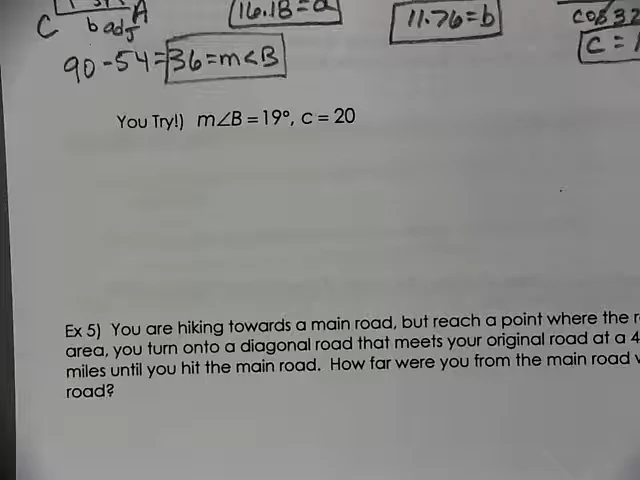 C b adj A 16.18 = a 11.76 = b cos 32
90 - 54 = 36 = m<B C =
You Try!) m∠B = 19°, c = 20
Ex 5) You are hiking towards a main road, but reach a point where the
area, you turn onto a diagonal road that meets your original road at a 4
miles until you hit the main road. How far were you from the main road
road?